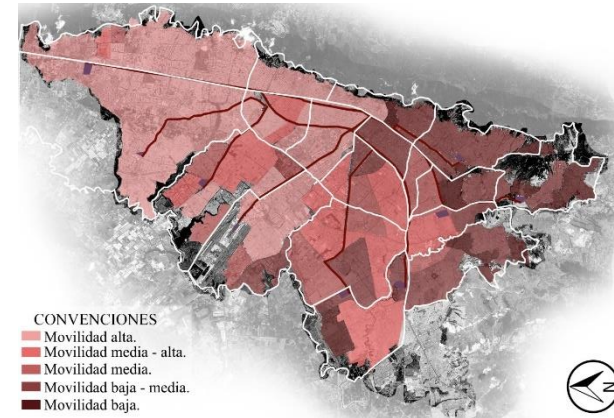 CONVENCIONES
Movilidad alta.
Movilidad media - alta.
Movilidad media.
Movilidad baja - media.
Movilidad baja.
N